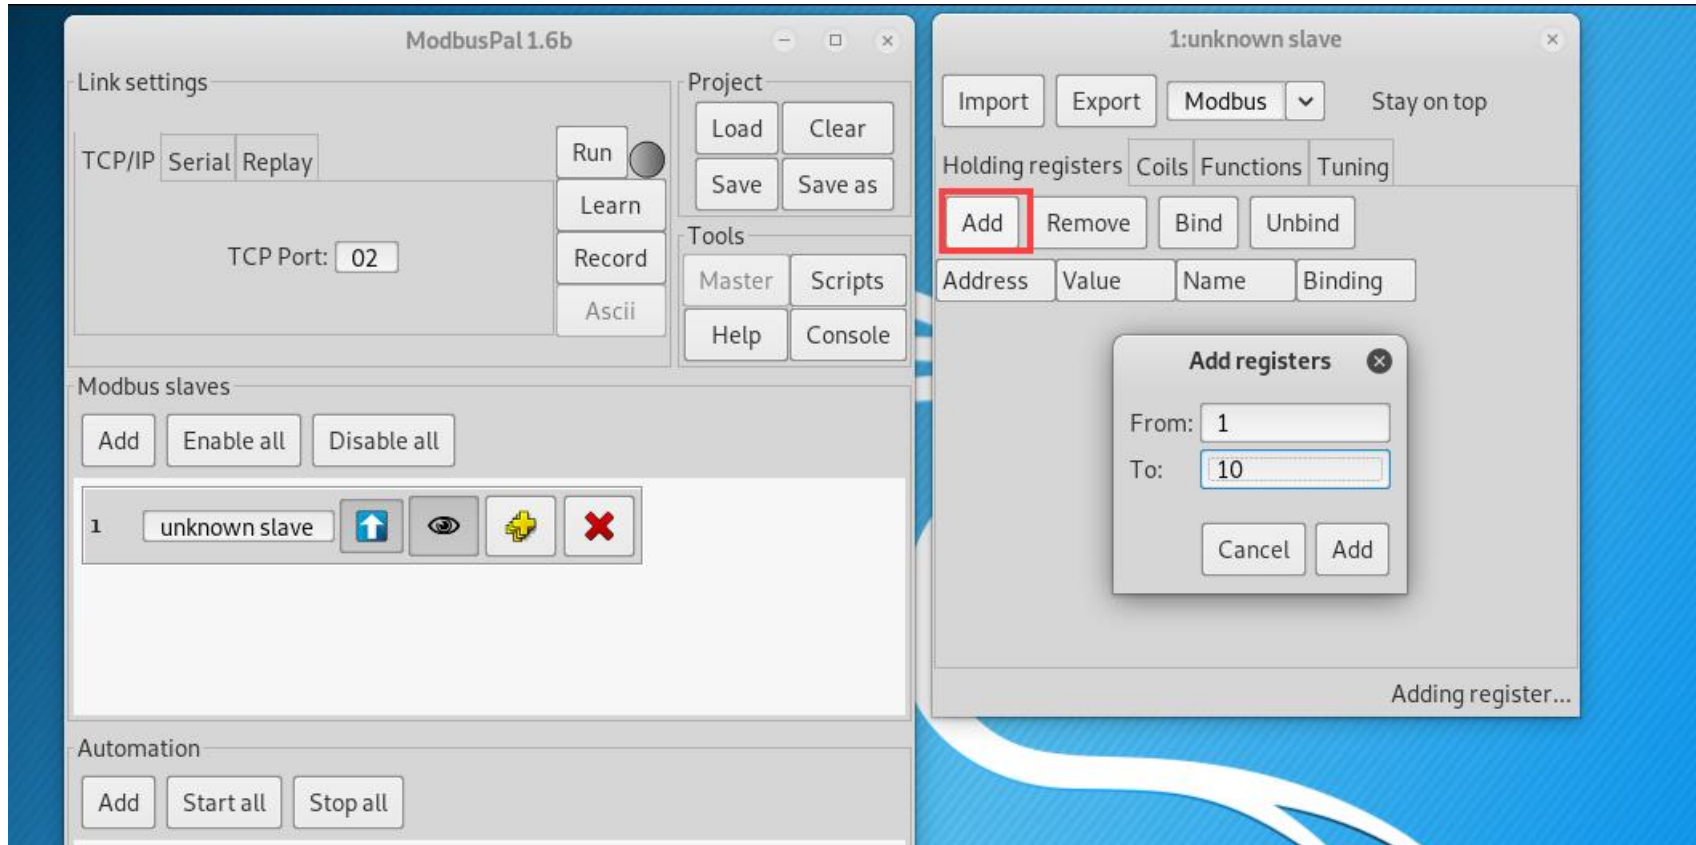 ModbusPal 1.6b
Link settings
TCP/IP Serial Replay
TCP Port: 02
Run
Learn
Record
Ascii
Project
Load Clear
Save Save as
Tools
Master Scripts
Help Console
Modbus slaves
Add Enable all Disable all
1 unknown slave
Automation
Add Start all Stop all
1:unknown slave
Import Export Modbus Stay on top
Holding registers Coils Functions Tuning
Add Remove Bind Unbind
Address Value Name Binding
Add registers
From: 1
To: 10
Cancel Add
Adding register...